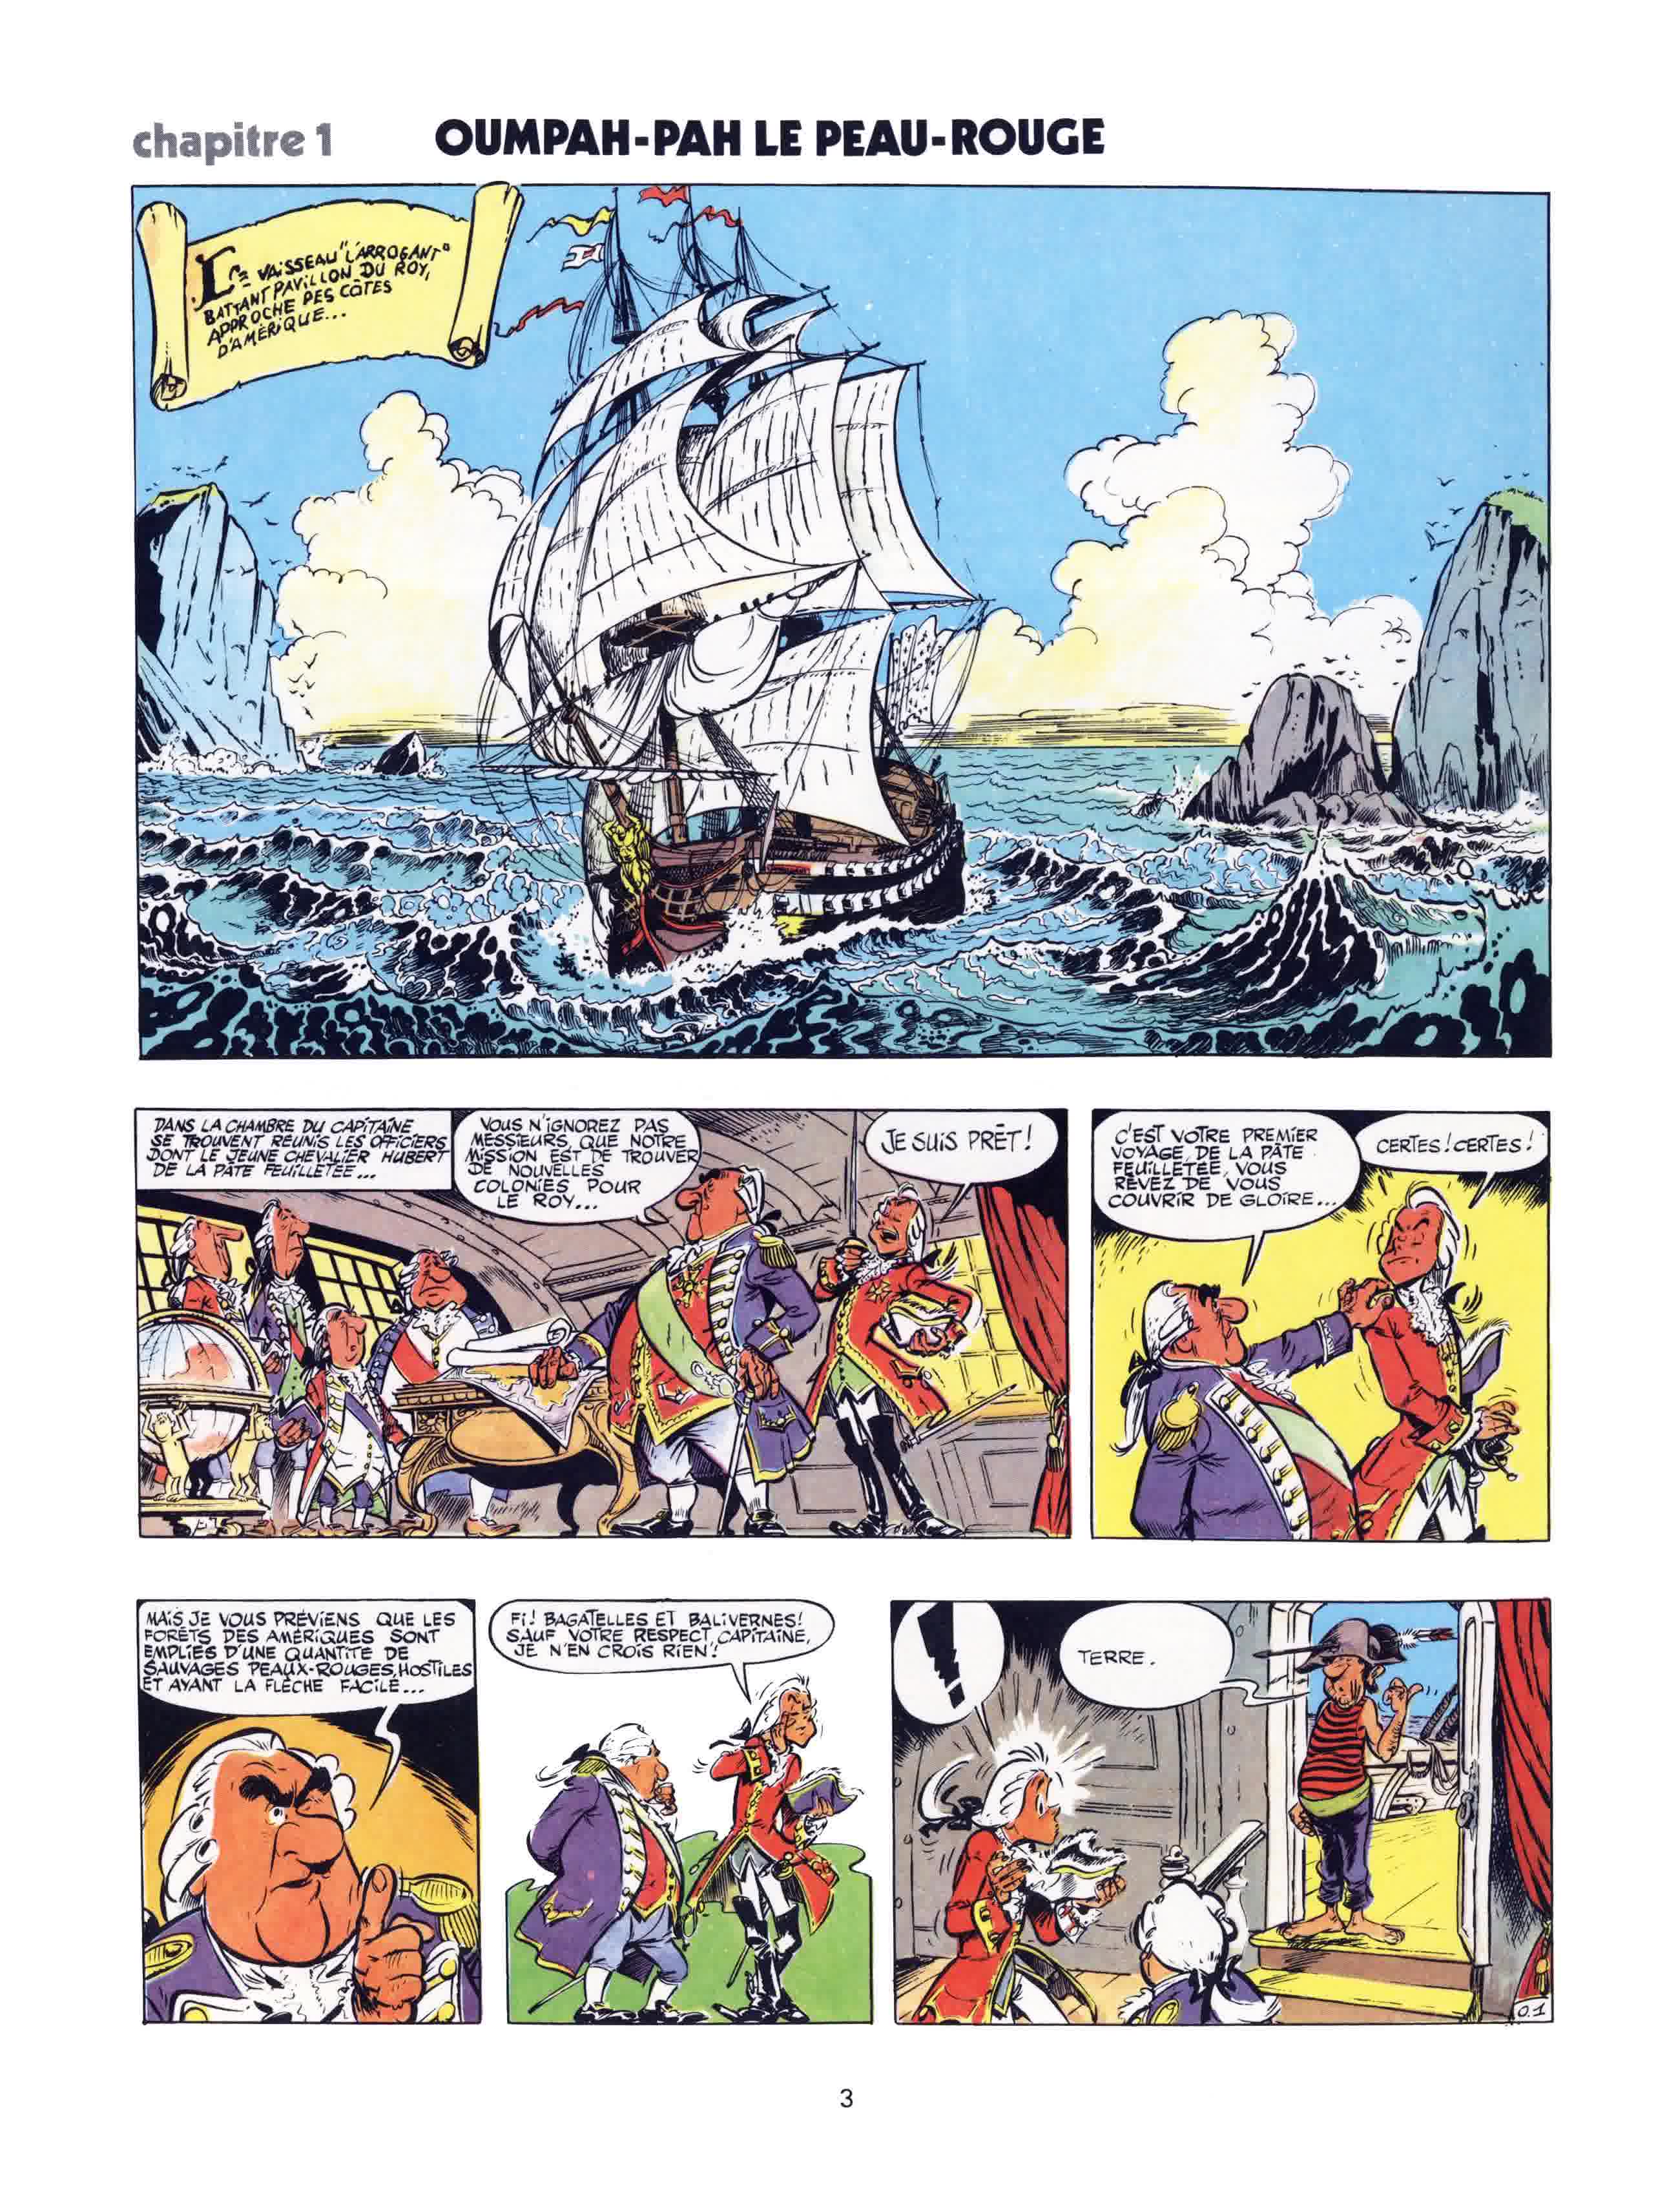 chapitre 1 OUMPAH-PAH LE PEAU-ROUGE
LE VAISSEAU "L'ARROGANT"
BATTANT PAVILLON DU ROY,
APPROCHE DES CÔTES
D'AMÉRIQUE...
DANS LA CHAMBRE DU CAPITAINE
SE TROUVENT RÉUNIS LES OFFICIERS
DONT LE JEUNE CHEVALIER HUBERT
DE LA PÂTE FEUILLETÉE...
VOUS N'IGNOREZ PAS
MESSIEURS, QUE NOTRE
MISSION EST DE TROUVER
DE NOUVELLES
COLONIES POUR
LE ROY...
JE SUIS PRÊT!
C'EST VOTRE PREMIER
VOYAGE, DE LA PÂTE
FEUILLETÉE, VOUS
RÊVEZ DE VOUS
COUVRIR DE GLOIRE...
CERTES! CERTES!
MAIS JE VOUS PRÉVIENS QUE LES
FORÊTS DES AMÉRIQUES SONT
EMPLIES D'UNE QUANTITÉ DE
SAUVAGES PEAUX-ROUGES, HOSTILES
ET AYANT LA FLÈCHE FACILE...
FI! BAGATELLES ET BALIVERNES!
SAUF VOTRE RESPECT, CAPITAINE,
JE N'EN CROIS RIEN!
!
TERRE.
O.1
3